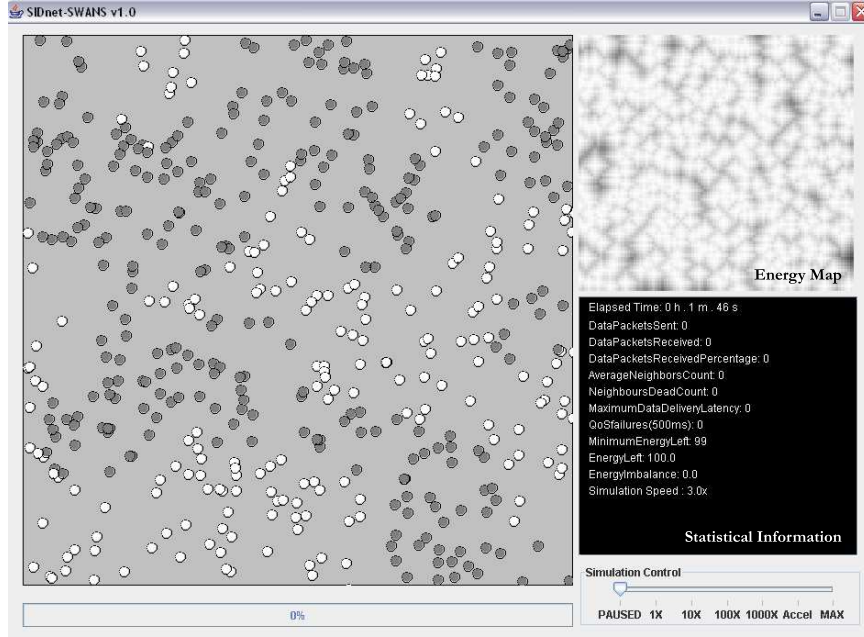 SIDnet-SWANS v1.0
Energy Map
Elapsed Time: 0 h . 1 m . 46 s
DataPacketsSent: 0
DataPacketsReceived: 0
DataPacketsReceivedPercentage: 0
AverageNeighborsCount: 0
NeighboursDeadCount: 0
MaximumDataDeliveryLatency: 0
QoSfailures(500ms): 0
MinimumEnergyLeft: 99
EnergyLeft: 100.0
EnergyImbalance: 0.0
Simulation Speed : 3.0x
Statistical Information
Simulation Control
PAUSED 1X 10X 100X 1000X Accel MAX
0%